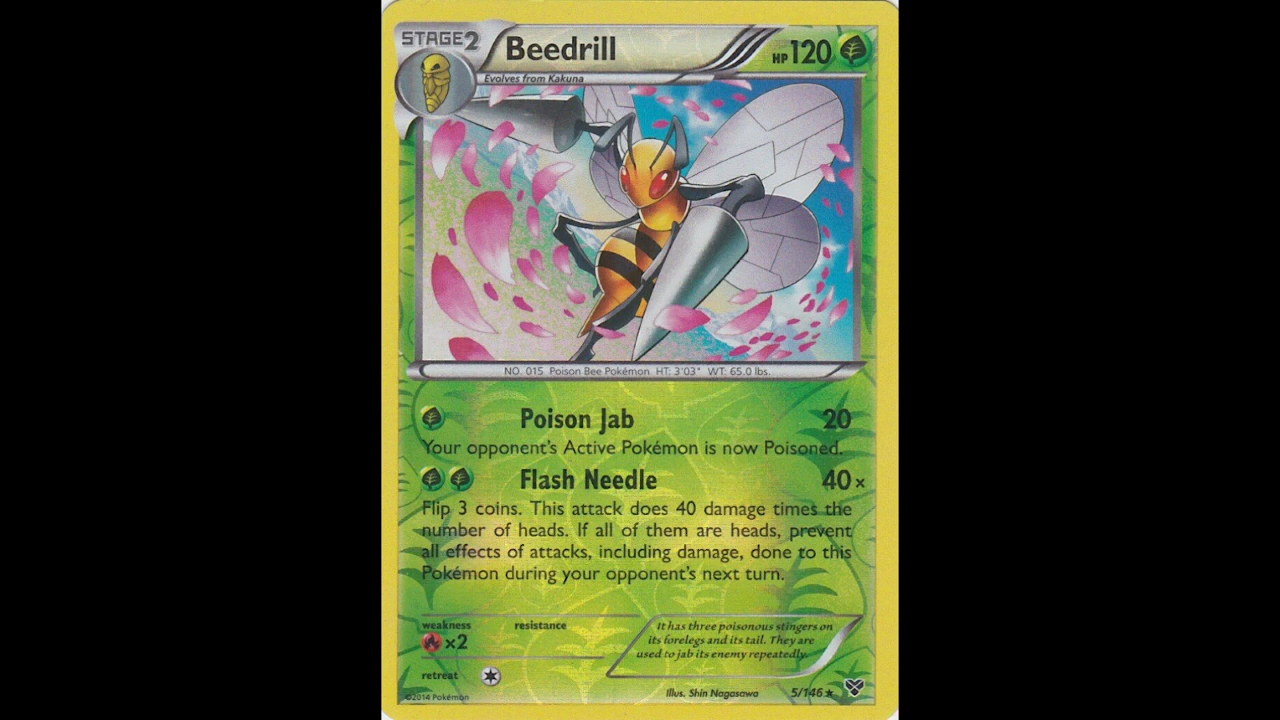 STAGE2 Beedrill HP120
Evolves from Kakuna
NO. 015 Poison Bee Pokémon HT: 3'03" WT: 65.0 lbs.
Poison Jab 20
Your opponent's Active Pokémon is now Poisoned.
Flash Needle 40×
Flip 3 coins. This attack does 40 damage times the
number of heads. If all of them are heads, prevent
all effects of attacks, including damage, done to this
Pokémon during your opponent's next turn.
weakness resistance
×2
It has three poisonous stingers on
its forelegs and its tail. They are
used to jab its enemy repeatedly.
retreat
©2014 Pokémon
Illus. Shin Nagasawa 5/146★